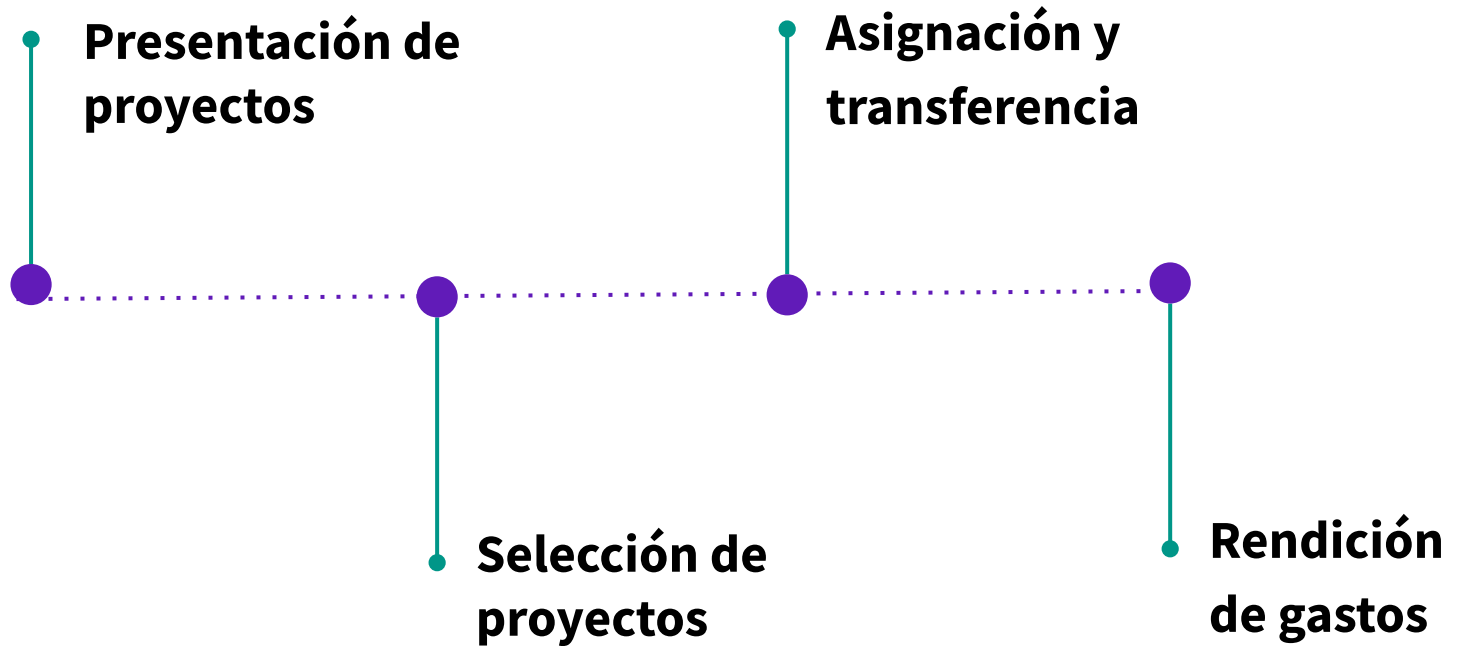 Presentación de
proyectos
Selección de
proyectos
Asignación y
transferencia
Rendición
de gastos